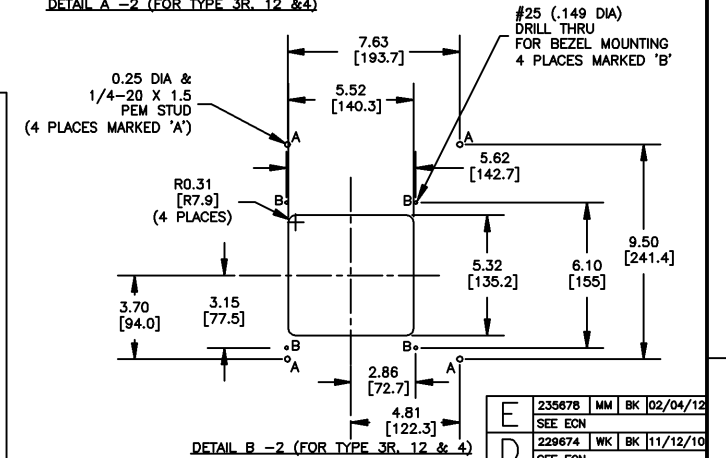 DETAIL A -2 (FOR TYPE 3R, 12 &4)
#25 (.149 DIA)
DRILL THRU
FOR BEZEL MOUNTING
4 PLACES MARKED 'B'
7.63
[193.7]
0.25 DIA &
1/4-20 X 1.5
PEM STUD
(4 PLACES MARKED 'A')
5.52
[140.3]
A
A
5.62
[142.7]
R0.31
[R7.9]
(4 PLACES)
B
B
9.50
[241.4]
5.32
[135.2]
6.10
[155]
3.70
[94.0]
3.15
[77.5]
B
B
A
A
2.86
[72.7]
4.81
[122.3]
DETAIL B -2 (FOR TYPE 3R, 12 & 4)
E 235678 MM BK 02/04/12
SEE ECN
D 229674 WK BK 11/12/10
SEE ECN